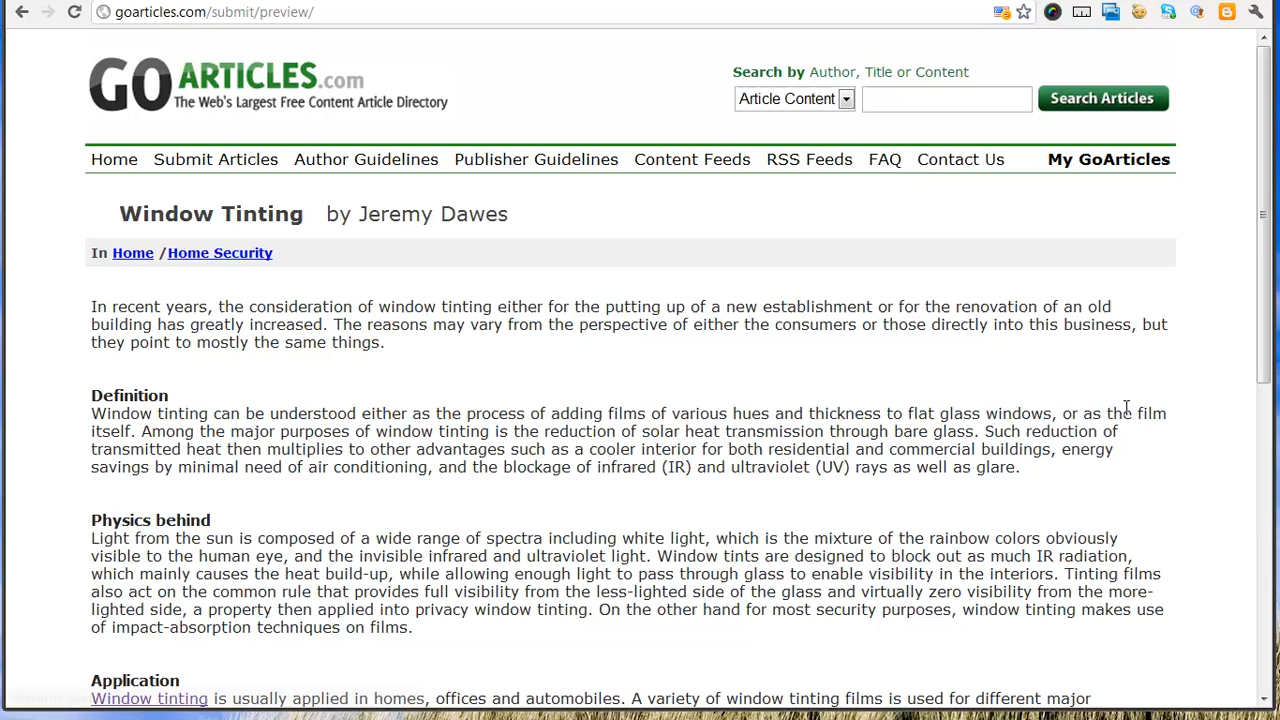 goarticles.com/submit/preview/
GO ARTICLES.com
The Web's Largest Free Content Article Directory
Search by Author, Title or Content
Article Content
Search Articles
Home Submit Articles Author Guidelines Publisher Guidelines Content Feeds RSS Feeds FAQ Contact Us My GoArticles
Window Tinting by Jeremy Dawes
In Home /Home Security
In recent years, the consideration of window tinting either for the putting up of a new establishment or for the renovation of an old
building has greatly increased. The reasons may vary from the perspective of either the consumers or those directly into this business, but
they point to mostly the same things.
Definition
Window tinting can be understood either as the process of adding films of various hues and thickness to flat glass windows, or as the film
itself. Among the major purposes of window tinting is the reduction of solar heat transmission through bare glass. Such reduction of
transmitted heat then multiplies to other advantages such as a cooler interior for both residential and commercial buildings, energy
savings by minimal need of air conditioning, and the blockage of infrared (IR) and ultraviolet (UV) rays as well as glare.
Physics behind
Light from the sun is composed of a wide range of spectra including white light, which is the mixture of the rainbow colors obviously
visible to the human eye, and the invisible infrared and ultraviolet light. Window tints are designed to block out as much IR radiation,
which mainly causes the heat build-up, while allowing enough light to pass through glass to enable visibility in the interiors. Tinting films
also act on the common rule that provides full visibility from the less-lighted side of the glass and virtually zero visibility from the more-
lighted side, a property then applied into privacy window tinting. On the other hand for most security purposes, window tinting makes use
of impact-absorption techniques on films.
Application
Window tinting is usually applied in homes, offices and automobiles. A variety of window tinting films is used for different major